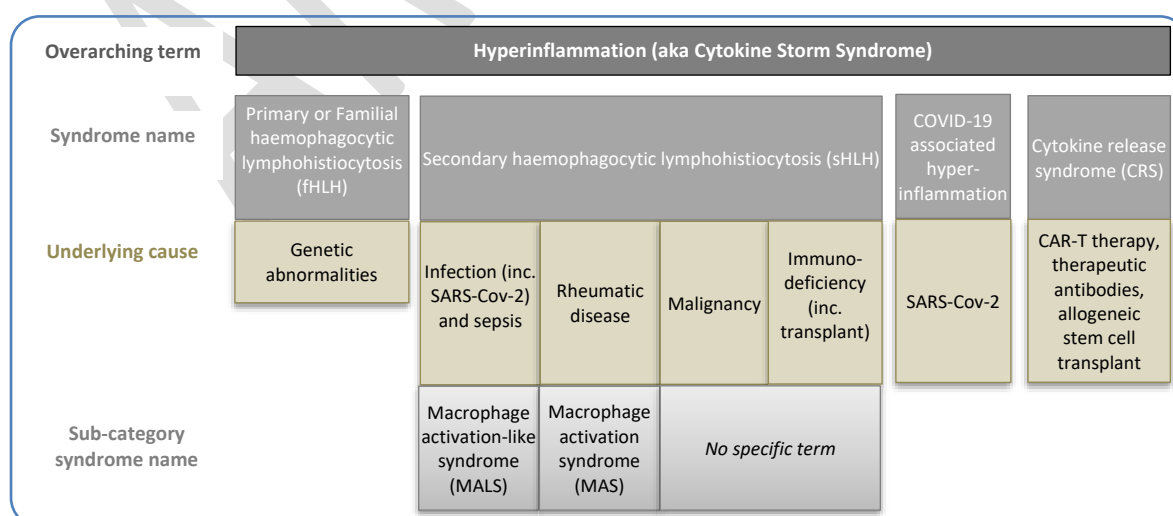 Overarching term
Hyperinflammation (aka Cytokine Storm Syndrome)
Syndrome name
Primary or Familial
haemophagocytic
lymphohistiocytosis
(fHLH)
Secondary haemophagocytic lymphohistiocytosis (sHLH)
COVID-19
associated
hyper-
inflammation
Cytokine release
syndrome (CRS)
Underlying cause
Genetic
abnormalities
Infection (inc.
SARS-Cov-2)
and sepsis
Rheumatic
disease
Malignancy
Immuno-
deficiency
(inc.
transplant)
SARS-Cov-2
CAR-T therapy,
therapeutic
antibodies,
allogeneic
stem cell
transplant
Sub-category
syndrome name
Macrophage
activation-like
syndrome
(MALS)
Macrophage
activation
syndrome
(MAS)
No specific term